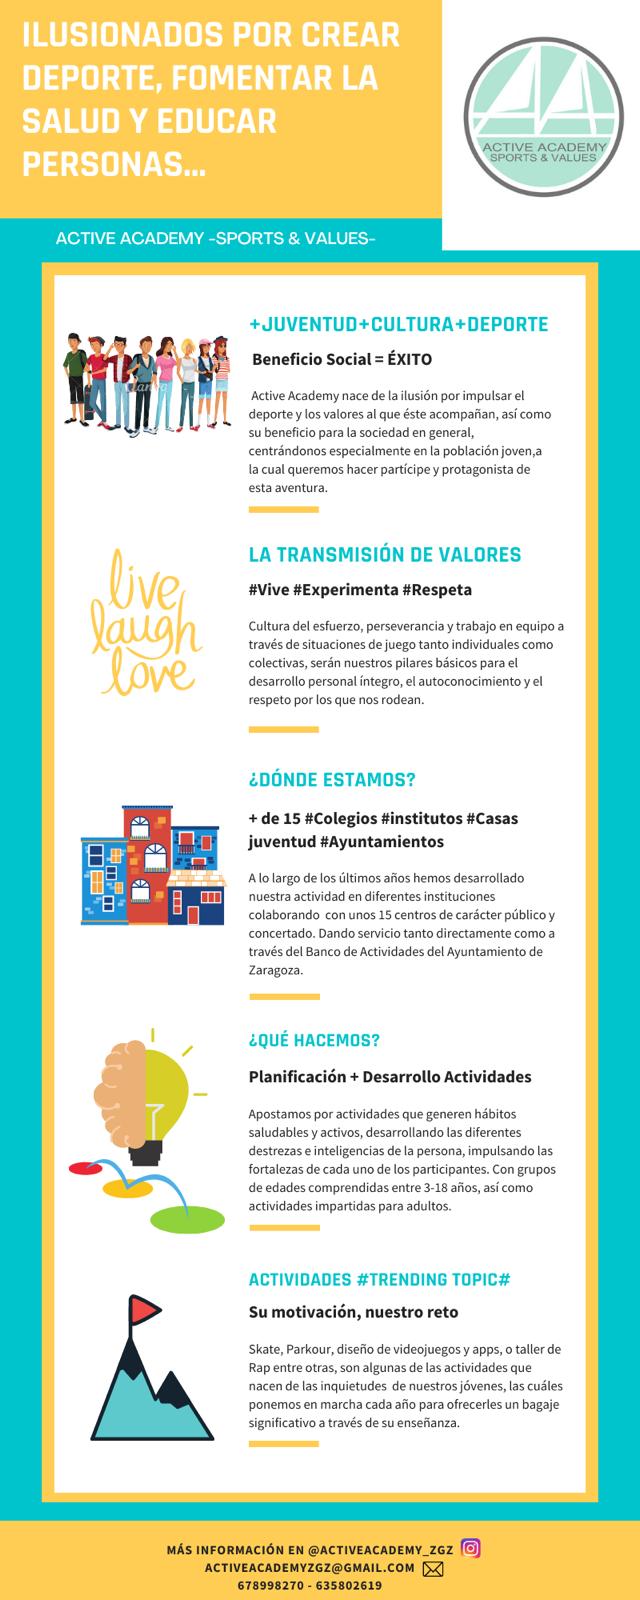 ILUSIONADOS POR CREAR
DEPORTE, FOMENTAR LA
SALUD Y EDUCAR
PERSONAS...
ACTIVE ACADEMY
SPORTS & VALUES
ACTIVE ACADEMY -SPORTS & VALUES-
+JUVENTUD+CULTURA+DEPORTE
Beneficio Social = ÉXITO
Active Academy nace de la ilusión por impulsar el
deporte y los valores al que éste acompañan, así como
su beneficio para la sociedad en general,
centrándonos especialmente en la población joven,a
la cual queremos hacer partícipe y protagonista de
esta aventura.
Canva
LA TRANSMISIÓN DE VALORES
#Vive #Experimenta #Respeta
Cultura del esfuerzo, perseverancia y trabajo en equipo a
través de situaciones de juego tanto individuales como
colectivas, serán nuestros pilares básicos para el
desarrollo personal íntegro, el autoconocimiento y el
respeto por los que nos rodean.
live
laugh
love
¿DÓNDE ESTAMOS?
+ de 15 #Colegios #institutos #Casas
juventud #Ayuntamientos
A lo largo de los últimos años hemos desarrollado
nuestra actividad en diferentes instituciones
colaborando con unos 15 centros de carácter público y
concertado. Dando servicio tanto directamente como a
través del Banco de Actividades del Ayuntamiento de
Zaragoza.
¿QUÉ HACEMOS?
Planificación + Desarrollo Actividades
Apostamos por actividades que generen hábitos
saludables y activos, desarrollando las diferentes
destrezas e inteligencias de la persona, impulsando las
fortalezas de cada uno de los participantes. Con grupos
de edades comprendidas entre 3-18 años, así como
actividades impartidas para adultos.
ACTIVIDADES #TRENDING TOPIC#
Su motivación, nuestro reto
Skate, Parkour, diseño de videojuegos y apps, o taller de
Rap entre otras, son algunas de las actividades que
nacen de las inquietudes de nuestros jóvenes, las cuáles
ponemos en marcha cada año para ofrecerles un bagaje
significativo a través de su enseñanza.
MÁS INFORMACIÓN EN @ACTIVEACADEMY_ZGZ
ACTIVEACADEMYZGZ@GMAIL.COM
678998270 - 635802619